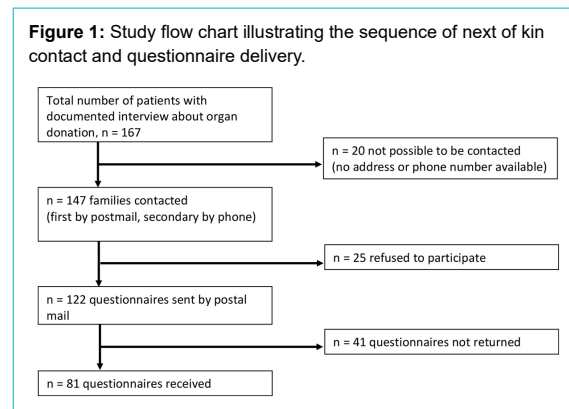 Figure 1: Study flow chart illustrating the sequence of next of kin
contact and questionnaire delivery.
Total number of patients with
documented interview about organ
donation, n = 167
n = 20 not possible to be contacted
(no address or phone number available)
n = 147 families contacted
(first by postmail, secondary by phone)
n = 25 refused to participate
n = 122 questionnaires sent by postal
mail
n = 41 questionnaires not returned
n = 81 questionnaires received